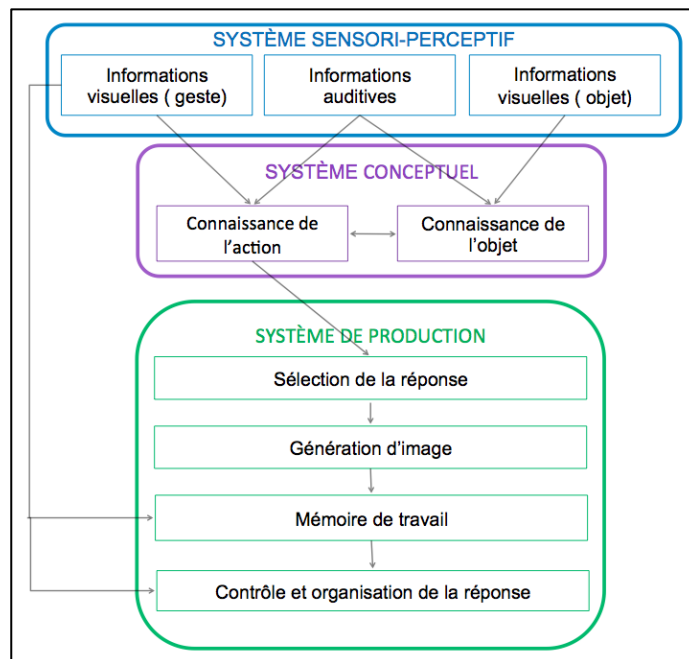 SYSTÈME SENSORI-PERCEPTIF
Informations
visuelles ( geste)
Informations
auditives
Informations
visuelles ( objet)
SYSTÈME CONCEPTUEL
Connaissance de
l'action
Connaissance de
l'objet
SYSTÈME DE PRODUCTION
Sélection de la réponse
Génération d'image
Mémoire de travail
Contrôle et organisation de la réponse